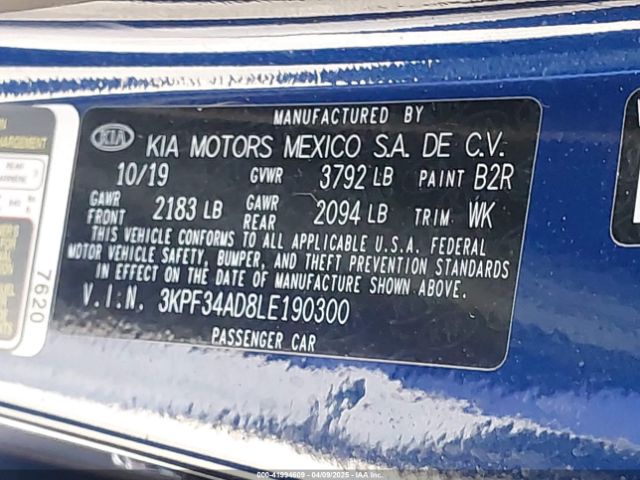 MANUFACTURED BY
KIA KIA MOTORS MEXICO S.A. DE C.V.
10/19 GVWR 3792 LB PAINT B2R
GAWR FRONT 2183 LB GAWR REAR 2094 LB TRIM WK
THIS VEHICLE CONFORMS TO ALL APPLICABLE U.S.A. FEDERAL
MOTOR VEHICLE SAFETY, BUMPER, AND THEFT PREVENTION STANDARDS
IN EFFECT ON THE DATE OF MANUFACTURE SHOWN ABOVE.
V.I.N. 3KPF34AD8LE190300
PASSENGER CAR
7620
000-41994609 - 04/09/2025 - IAAI.COM